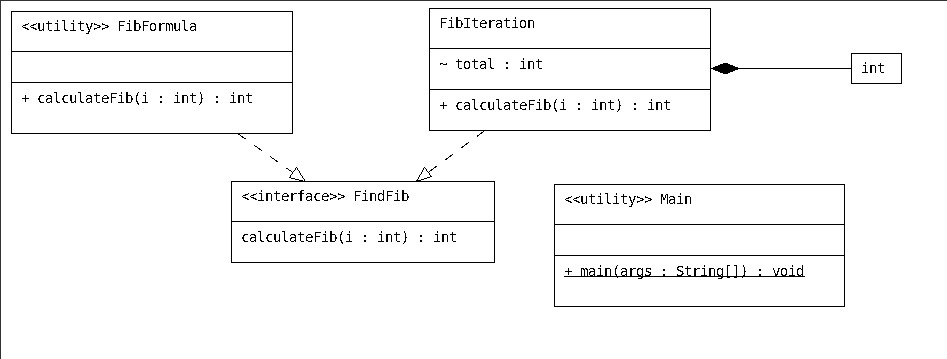 <<utility>> FibFormula
+ calculateFib(i : int) : int
FibIteration
~ total : int
+ calculateFib(i : int) : int
int
<<interface>> FindFib
calculateFib(i : int) : int
<<utility>> Main
+ main(args : String[]) : void